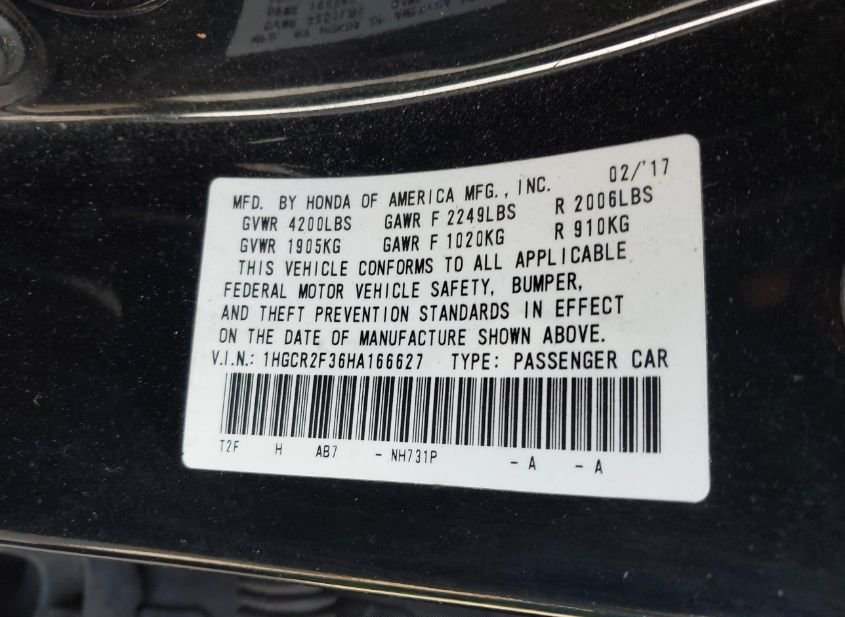 MFD. BY HONDA OF AMERICA MFG., INC. 02/'17
GVWR 4200LBS GAWR F 2249LBS R 2006LBS
GVWR 1905KG GAWR F 1020KG R 910KG
THIS VEHICLE CONFORMS TO ALL APPLICABLE
FEDERAL MOTOR VEHICLE SAFETY, BUMPER,
AND THEFT PREVENTION STANDARDS IN EFFECT
ON THE DATE OF MANUFACTURE SHOWN ABOVE.
V.I.N.: 1HGCR2F36HA166627 TYPE: PASSENGER CAR
T2F H AB7 - NH731P - A - A